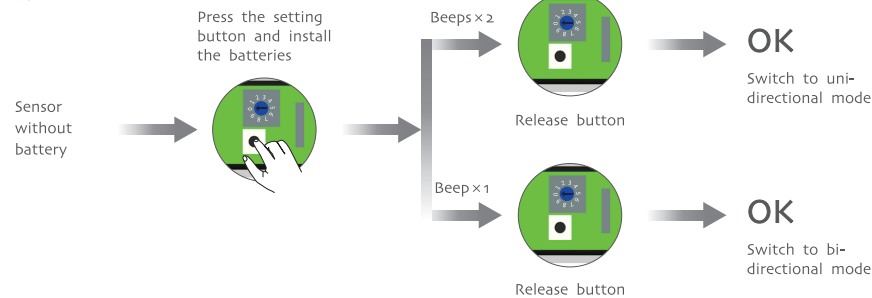 Sensor
without
battery
Press the setting
button and install
the batteries
Beeps×2
Release button
OK
Switch to uni-
directional mode
Beep×1
Release button
OK
Switch to bi-
directional mode